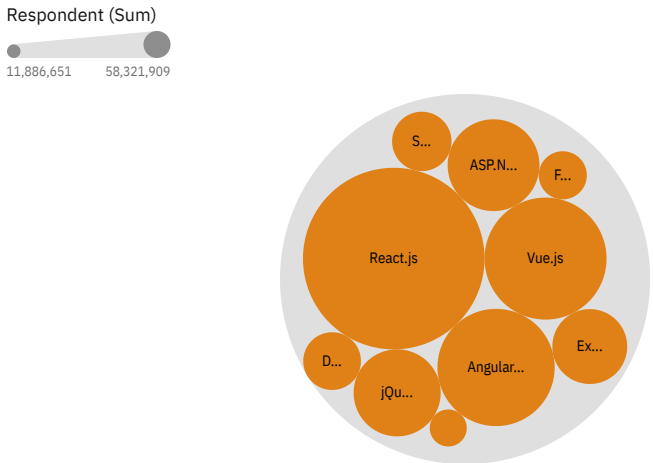 Respondent (Sum)
11,886,651 58,321,909
S...
ASP.N...
F...
React.js
Vue.js
Ex...
D...
Angular...
jQu...